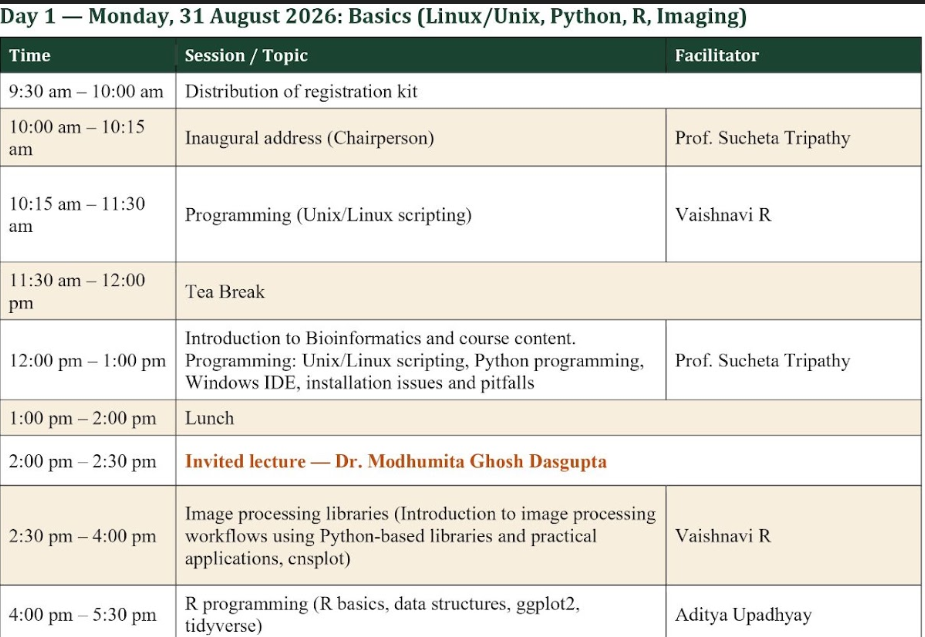 Day 1 — Monday, 31 August 2026: Basics (Linux/Unix, Python, R, Imaging)
Time Session / Topic Facilitator
9:30 am – 10:00 am Distribution of registration kit
10:00 am – 10:15
am
Inaugural address (Chairperson) Prof. Sucheta Tripathy
10:15 am – 11:30
am
Programming (Unix/Linux scripting) Vaishnavi R
11:30 am – 12:00
pm
Tea Break
12:00 pm – 1:00 pm
Introduction to Bioinformatics and course content.
Programming: Unix/Linux scripting, Python programming,
Windows IDE, installation issues and pitfalls
Prof. Sucheta Tripathy
1:00 pm – 2:00 pm Lunch
2:00 pm – 2:30 pm Invited lecture — Dr. Modhumita Ghosh Dasgupta
2:30 pm – 4:00 pm
Image processing libraries (Introduction to image processing
workflows using Python-based libraries and practical
applications, cnsplot)
Vaishnavi R
4:00 pm – 5:30 pm
R programming (R basics, data structures, ggplot2,
tidyverse)
Aditya Upadhyay